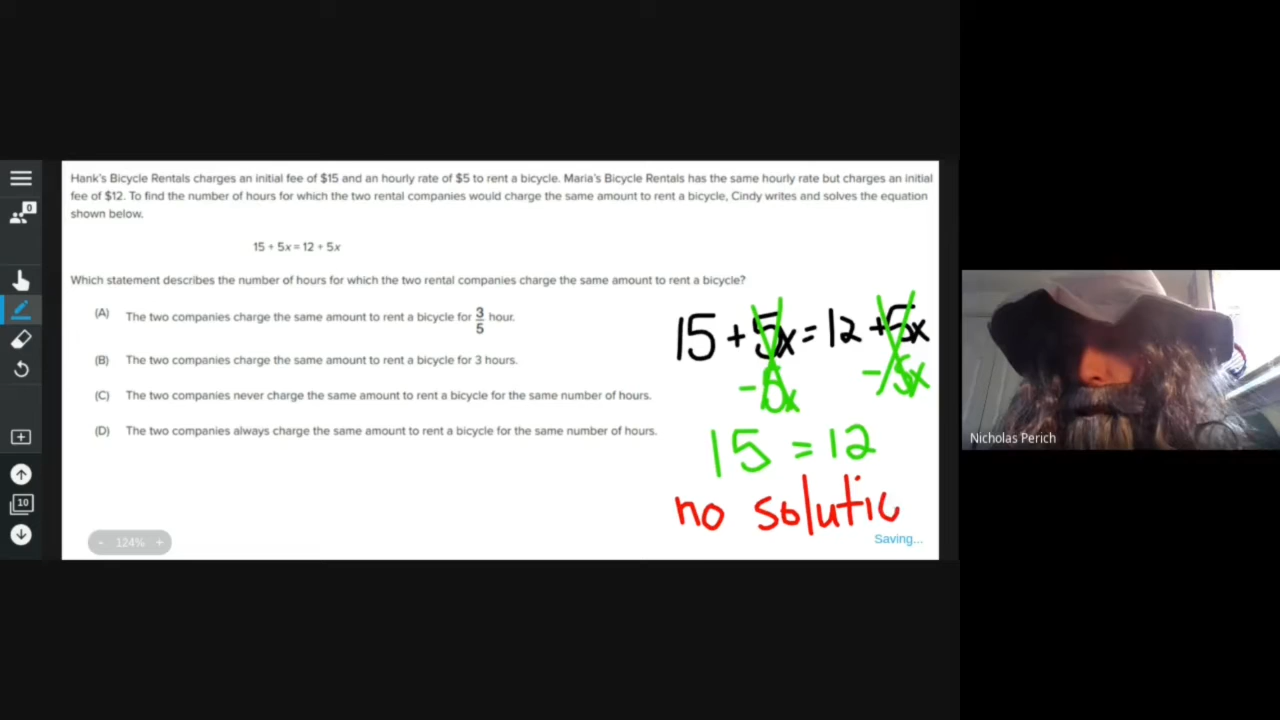 Hank's Bicycle Rentals charges an initial fee of $15 and an hourly rate of $5 to rent a bicycle. Maria's Bicycle Rentals has the same hourly rate but charges an initial
fee of $12. To find the number of hours for which the two rental companies would charge the same amount to rent a bicycle, Cindy writes and solves the equation
shown below.
15 + 5x = 12 + 5x
Which statement describes the number of hours for which the two rental companies charge the same amount to rent a bicycle?
(A) The two companies charge the same amount to rent a bicycle for 3/5 hour.
(B) The two companies charge the same amount to rent a bicycle for 3 hours.
(C) The two companies never charge the same amount to rent a bicycle for the same number of hours.
(D) The two companies always charge the same amount to rent a bicycle for the same number of hours.
15 + 5x = 12 + 5x
-5x -5x
15 = 12
no solutic
Saving...
- 124% +
0
10
Nicholas Perich